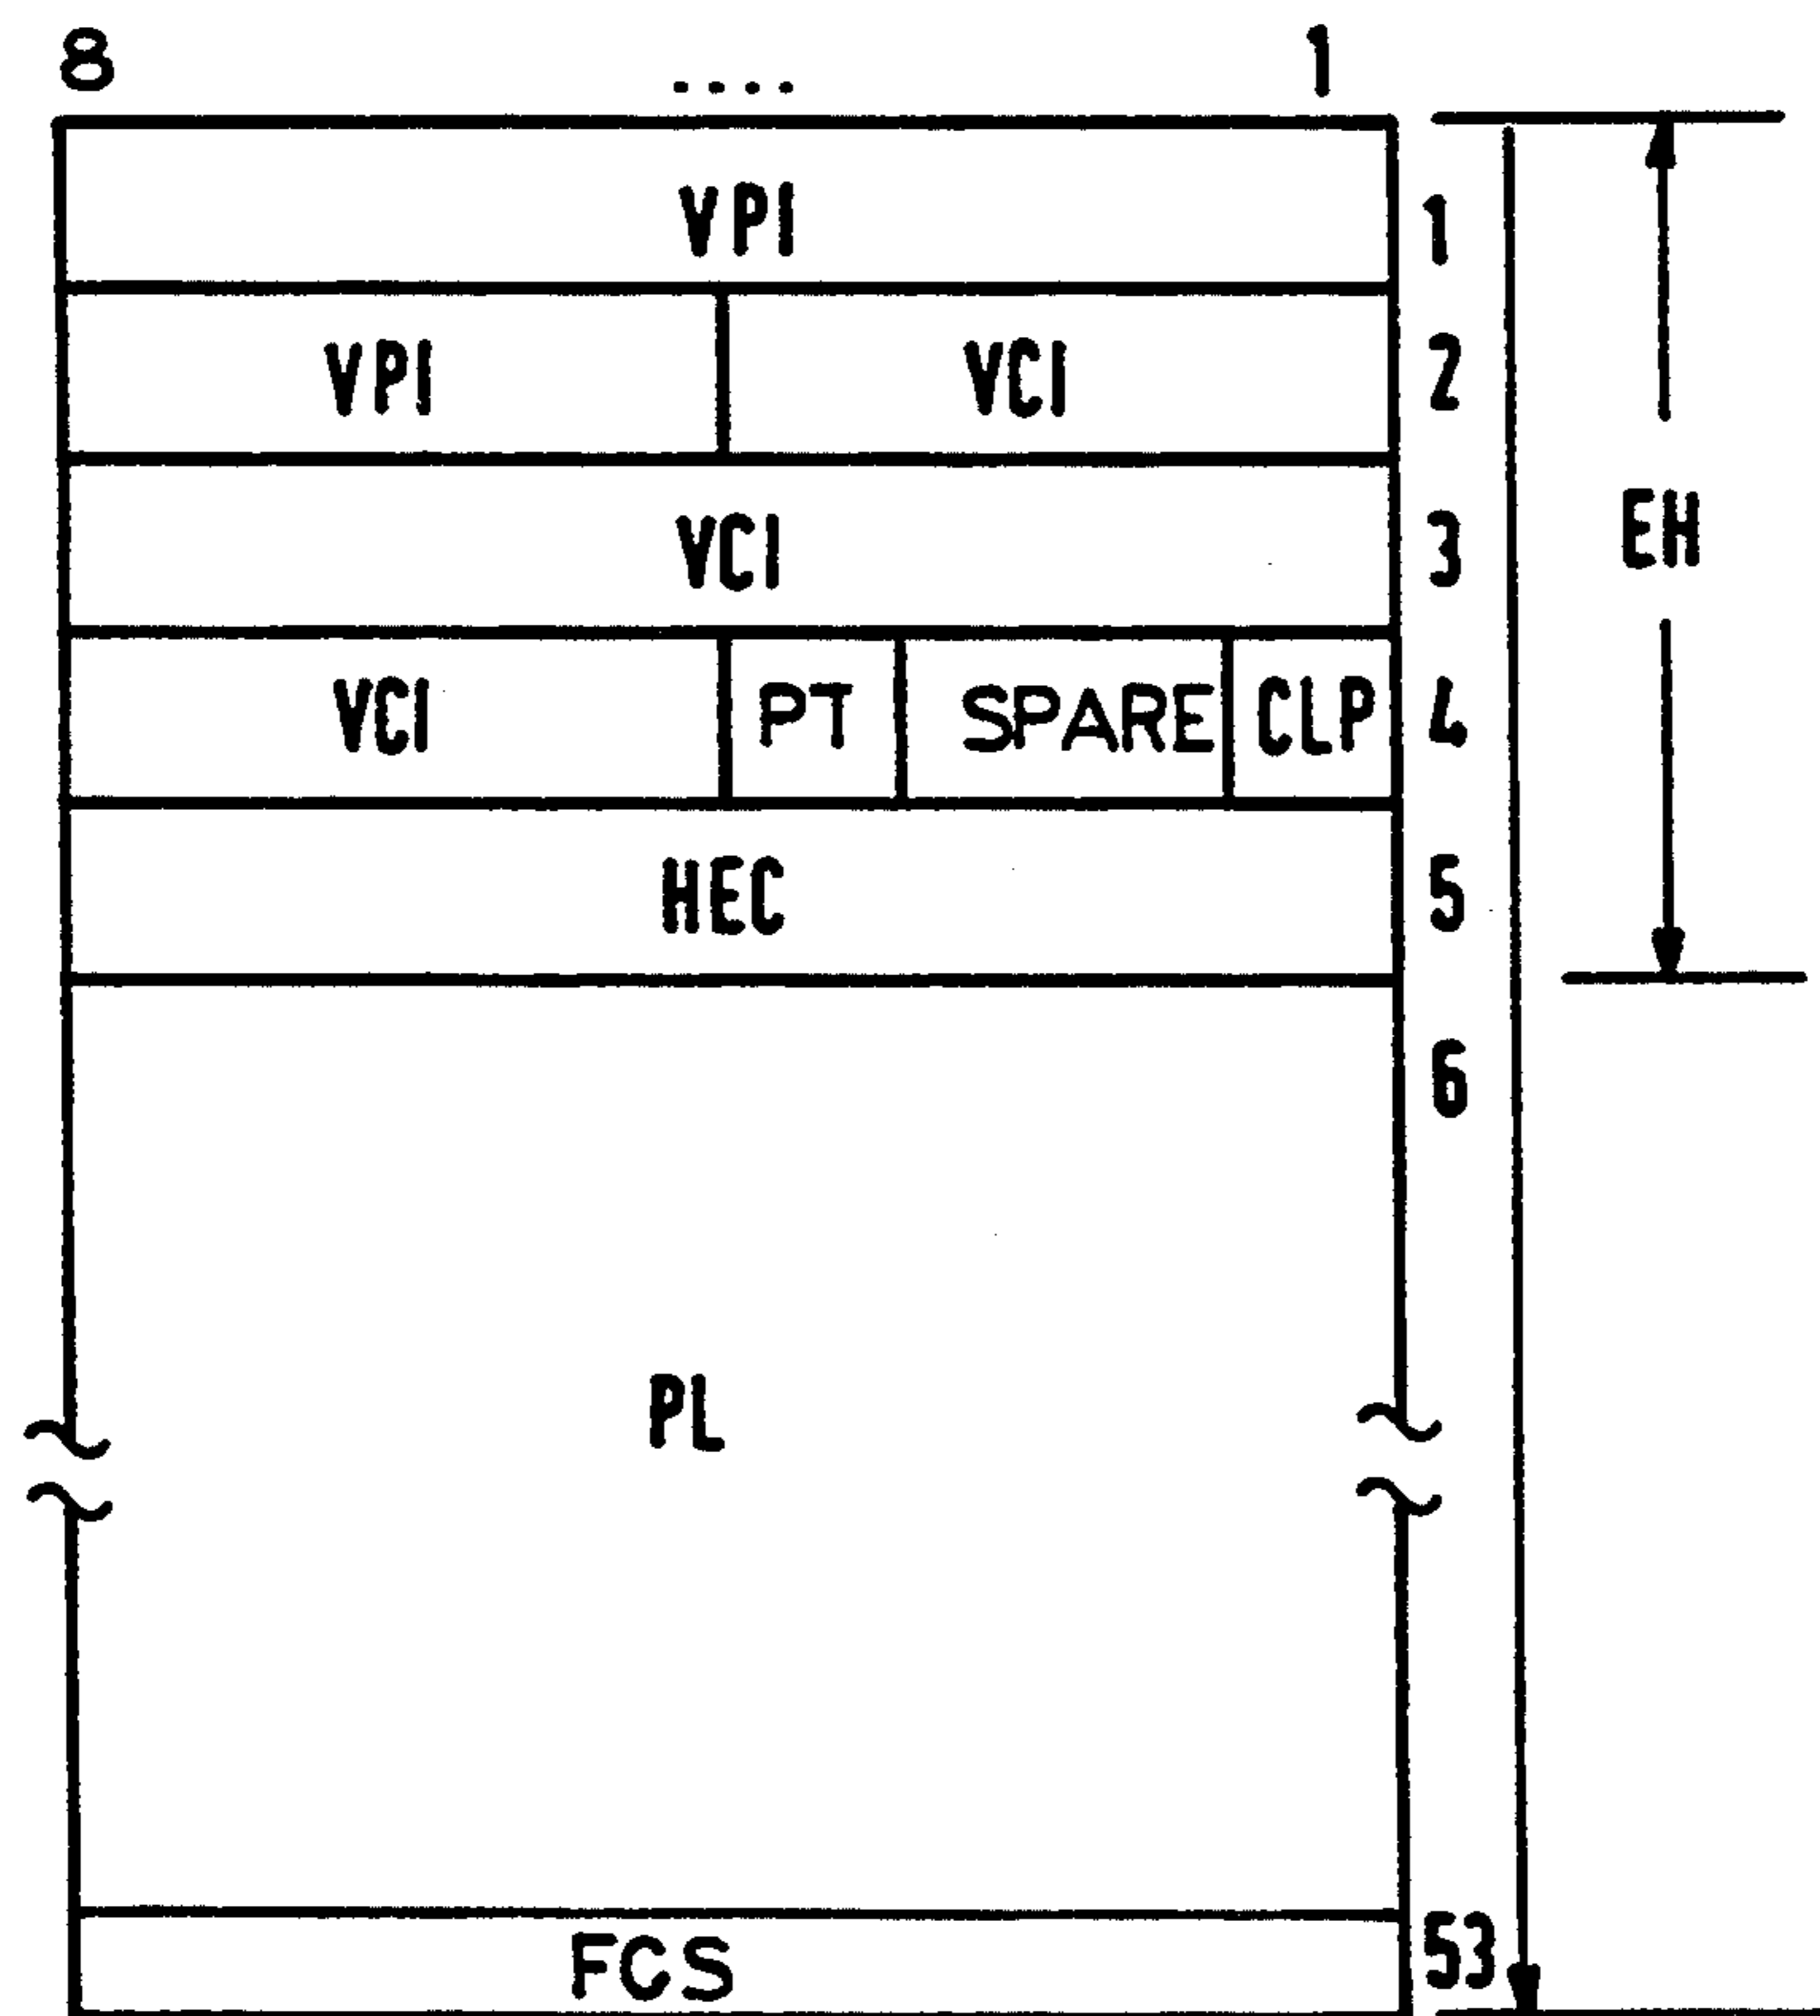 8 .... 1
VPI 1
VPI VCI 2
VCI 3
EH
VCI PT SPARE CLP 4
HEC 5
6
PL
FCS 53